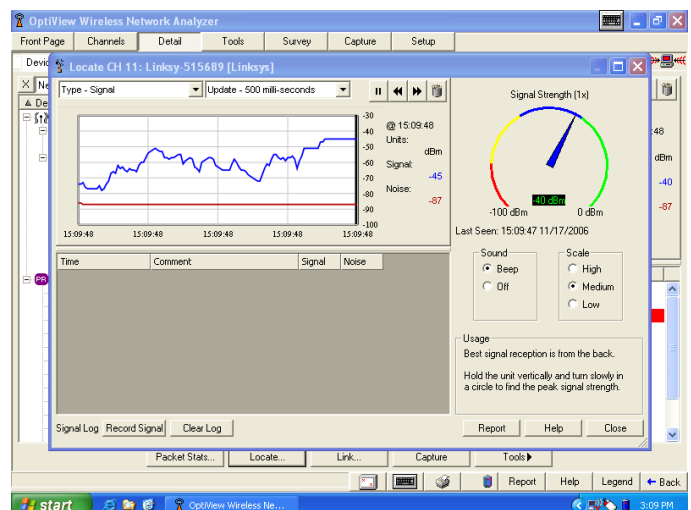 OptiView Wireless Network Analyzer
Front Page Channels Detail Tools Survey Capture Setup
Locate CH 11: Linksy-515689 [Linksys]
Type - Signal
Update - 500 milli-seconds
-30
-40
-50
-60
-70
-80
-90
-100
15:09:48 15:09:48 15:09:48 15:09:48 15:09:48
@ 15:09:48
Units:
dBm
Signal:
-45
Noise:
-87
Signal Strength (1x)
-40 dBm
-100 dBm 0 dBm
Last Seen: 15:09:47 11/17/2006
:48
dBm
-40
-87
Time Comment Signal Noise
Sound
Beep
Off
Scale
High
Medium
Low
Usage
Best signal reception is from the back.
Hold the unit vertically and turn slowly in
a circle to find the peak signal strength.
PR
Signal Log Record Signal Clear Log
Report Help Close
Packet Stats... Locate... Link... Capture Tools
Report Help Legend Back
start
OptiView Wireless Ne...
3:09 PM